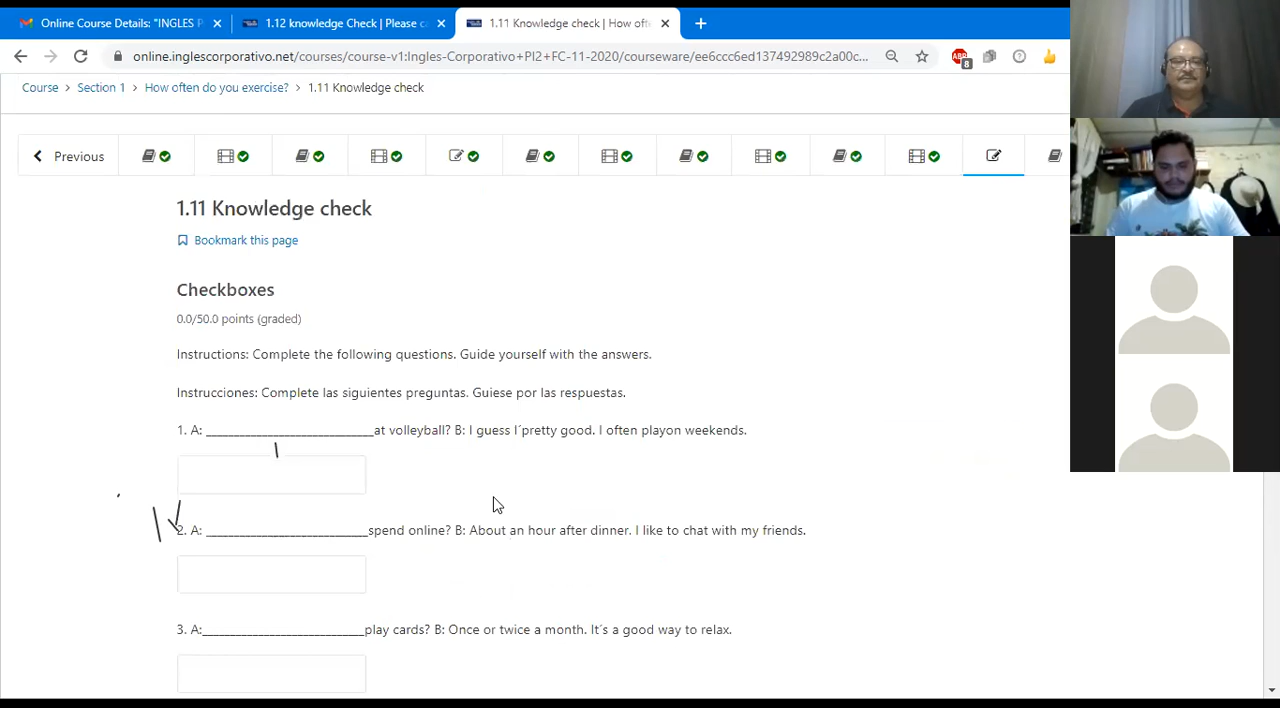 Online Course Details: "INGLES P
1.12 knowledge Check | Please c
1.11 Knowledge check | How oft
online.inglescorporativo.net/courses/course-v1:Ingles-Corporativo+PI2+FC-11-2020/courseware/ee6ccc6ed137492989c2a00c...
8
Course > Section 1 > How often do you exercise? > 1.11 Knowledge check
Previous
1.11 Knowledge check
Bookmark this page
Checkboxes
0.0/50.0 points (graded)
Instructions: Complete the following questions. Guide yourself with the answers.
Instrucciones: Complete las siguientes preguntas. Guiese por las respuestas.
1. A: ___________________________at volleyball? B: I guess I´pretty good. I often playon weekends.
2. A: __________________________spend online? B: About an hour after dinner. I like to chat with my friends.
3. A:__________________________play cards? B: Once or twice a month. It´s a good way to relax.